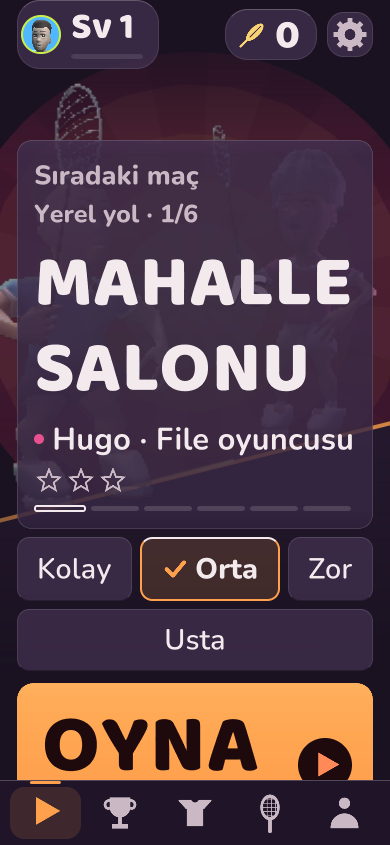 Sv 1
0
Sıradaki maç
Yerel yol · 1/6
MAHALLE
SALONU
Hugo · File oyuncusu
Kolay
Orta
Zor
Usta
OYNA